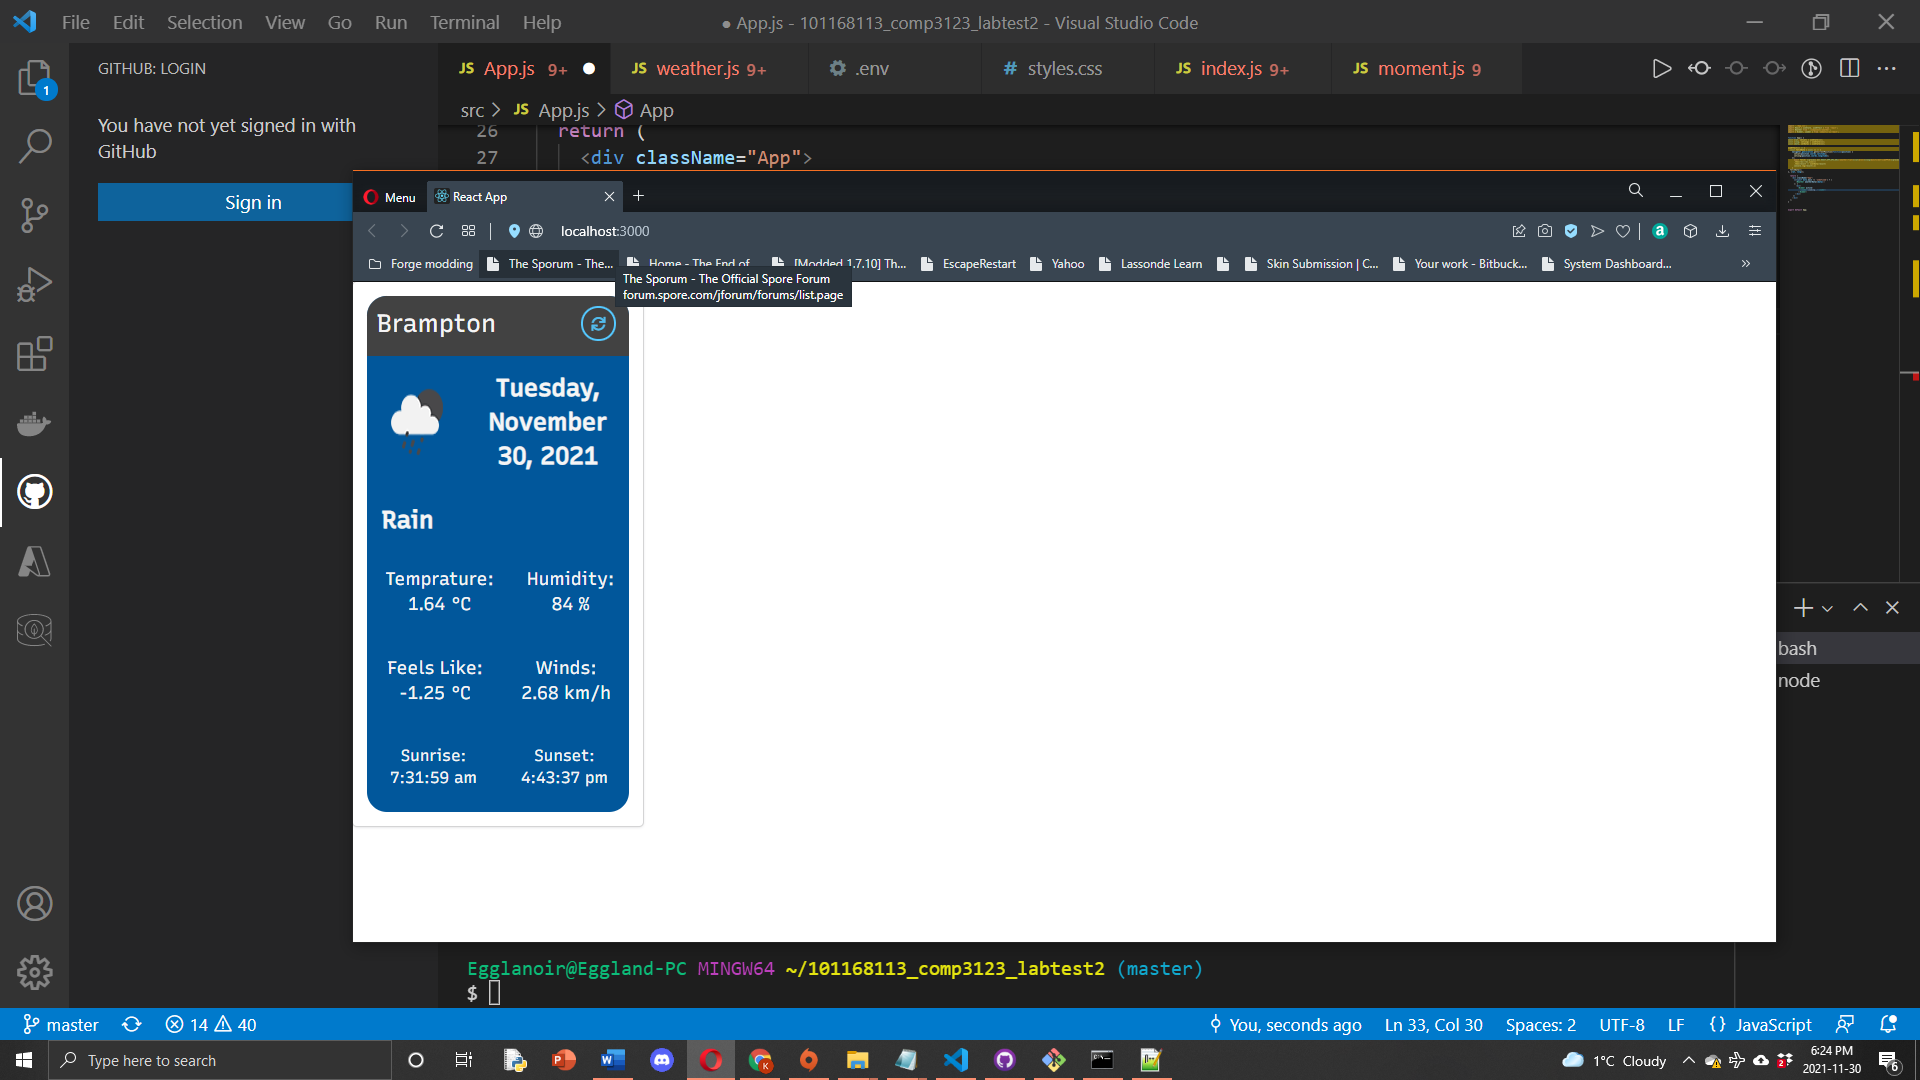 File Edit Selection View Go Run Terminal Help
● App.js - 101168113_comp3123_labtest2 - Visual Studio Code
GITHUB: LOGIN
JS App.js 9+ ●
JS weather.js 9+
.env
# styles.css
JS index.js 9+
JS moment.js 9
1
src > JS App.js > App
You have not yet signed in with
GitHub
Sign in
26 return (
27 <div className="App">
Menu
React App
localhost:3000
Forge modding
The Sporum - The...
Home - The End of
[Modded 1.7.10] Th...
EscapeRestart
Yahoo
Lassonde Learn
Skin Submission | C...
Your work - Bitbuck...
System Dashboard...
»
The Sporum - The Official Spore Forum
forum.spore.com/jforum/forums/list.page
Brampton
Tuesday,
November
30, 2021
Rain
Temprature:
1.64 °C
Humidity:
84 %
Feels Like:
-1.25 °C
Winds:
2.68 km/h
Sunrise:
7:31:59 am
Sunset:
4:43:37 pm
bash
node
Egglanoir@Eggland-PC MINGW64 ~/101168113_comp3123_labtest2 (master)
$
master
14 40
You, seconds ago
Ln 33, Col 30
Spaces: 2
UTF-8
LF
{} JavaScript
Type here to search
1°C Cloudy
6:24 PM
2021-11-30
6